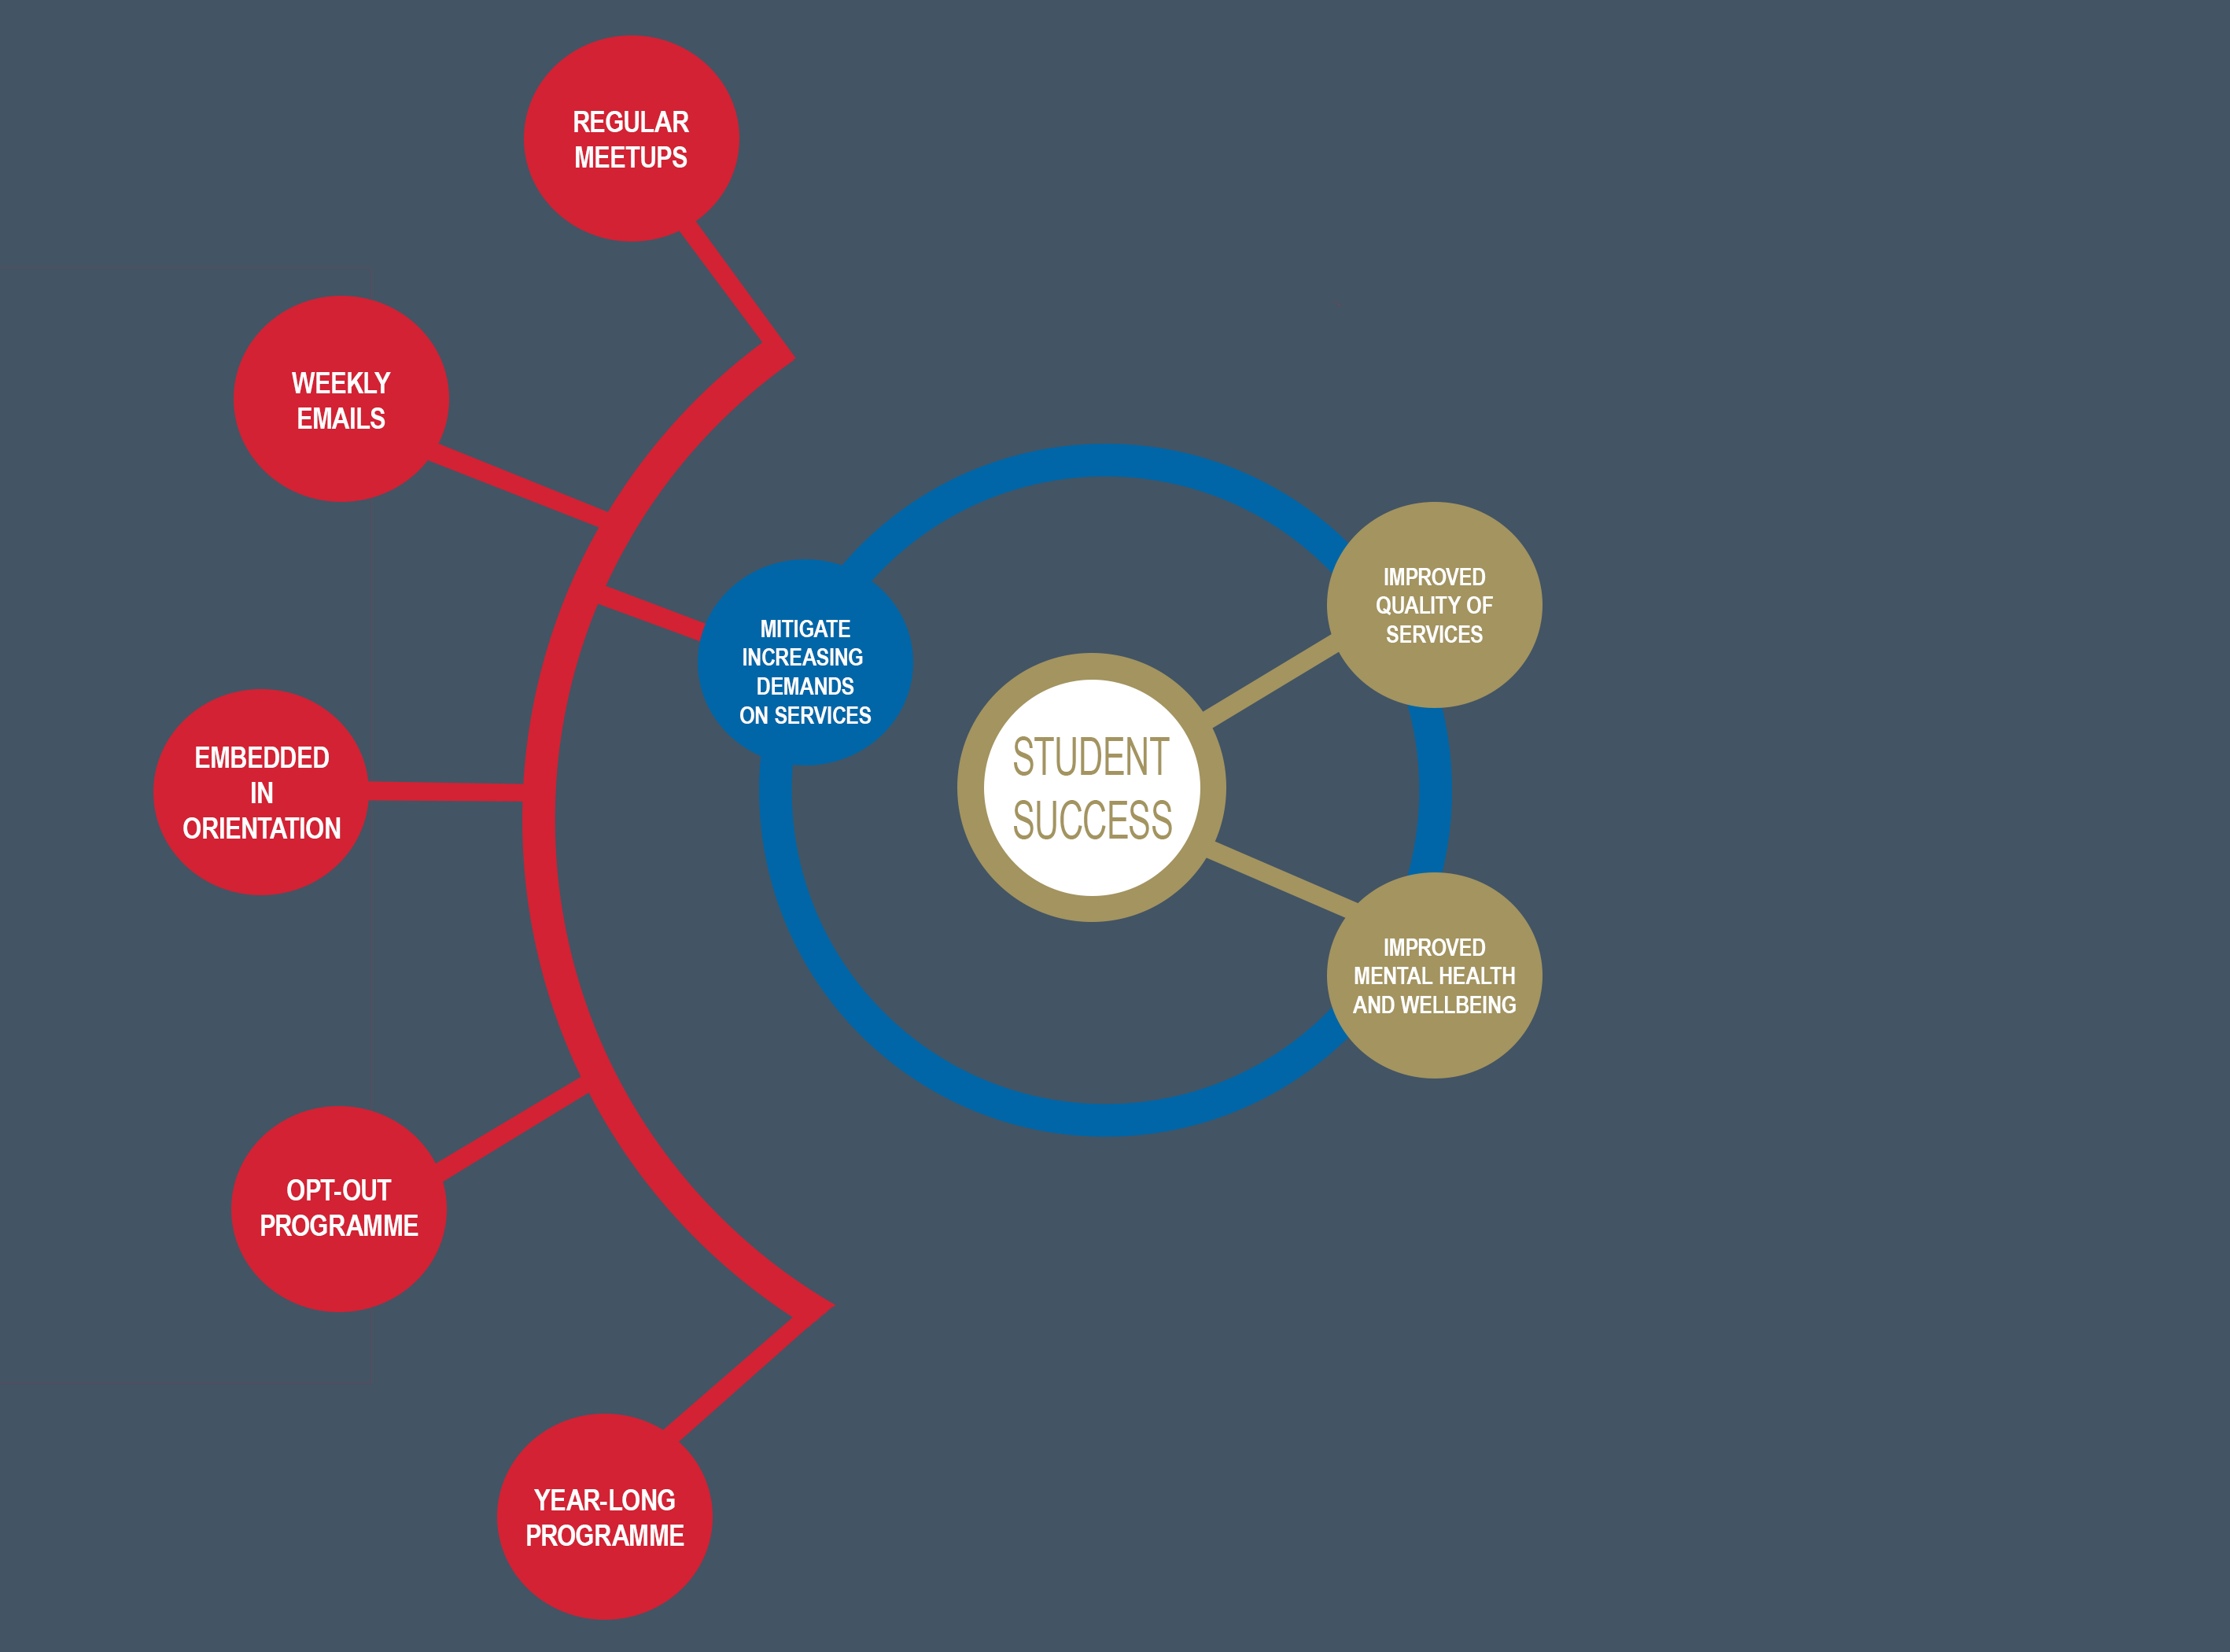 REGULAR
MEETUPS
WEEKLY
EMAILS
EMBEDDED
IN
ORIENTATION
OPT-OUT
PROGRAMME
YEAR-LONG
PROGRAMME
MITIGATE
INCREASING
DEMANDS
ON SERVICES
STUDENT
SUCCESS
IMPROVED
QUALITY OF
SERVICES
IMPROVED
MENTAL HEALTH
AND WELLBEING